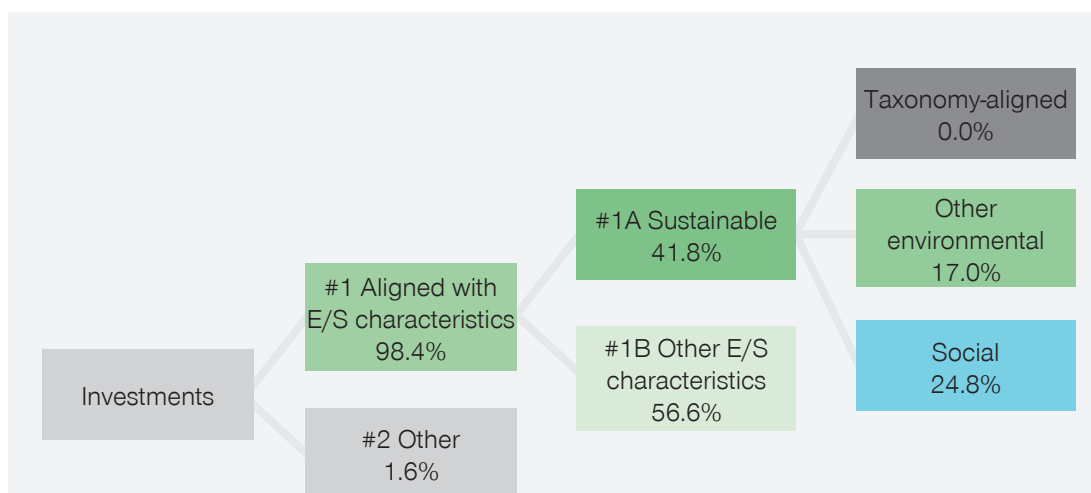 Taxonomy-aligned
0.0%
#1A Sustainable
41.8%
Other
environmental
17.0%
#1 Aligned with
E/S characteristics
98.4%
#1B Other E/S
characteristics
56.6%
Social
24.8%
Investments
#2 Other
1.6%